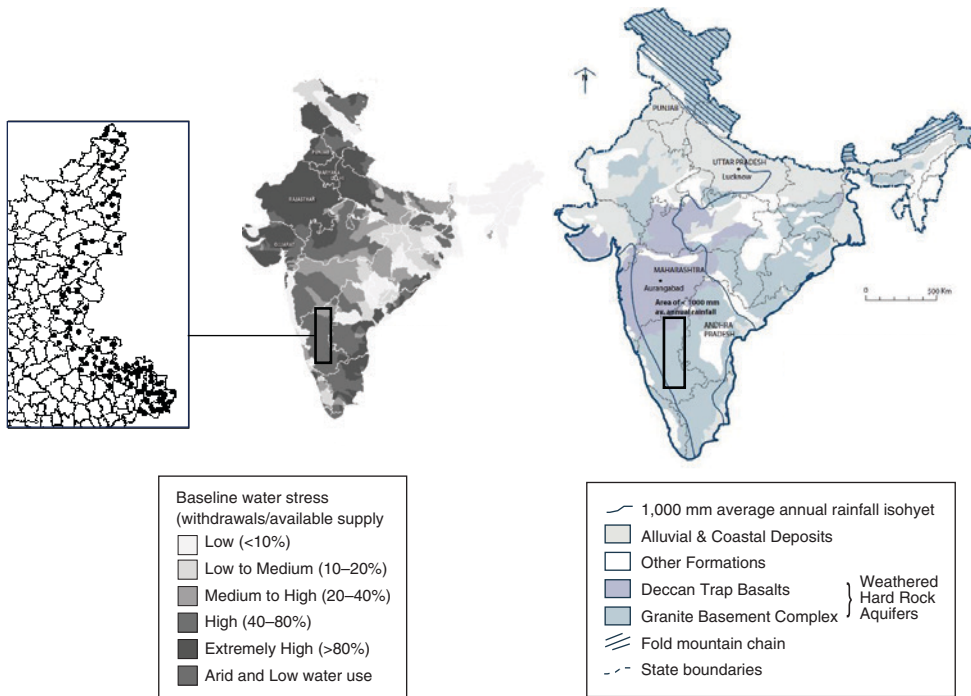 PUNJAB
RAJASTHAN
GUJARAT
N
PUNJAB
UTTAR PRADESH
Lucknow
MAHARASHTRA
Aurangabad
Area of < 1000 mm
av. annual rainfall
ANDHRA
PRADESH
0 500 Km
Baseline water stress
(withdrawals/available supply
Low (<10%)
Low to Medium (10–20%)
Medium to High (20–40%)
High (40–80%)
Extremely High (>80%)
Arid and Low water use
1,000 mm average annual rainfall isohyet
Alluvial & Coastal Deposits
Other Formations
Deccan Trap Basalts
Granite Basement Complex
Weathered
Hard Rock
Aquifers
Fold mountain chain
State boundaries